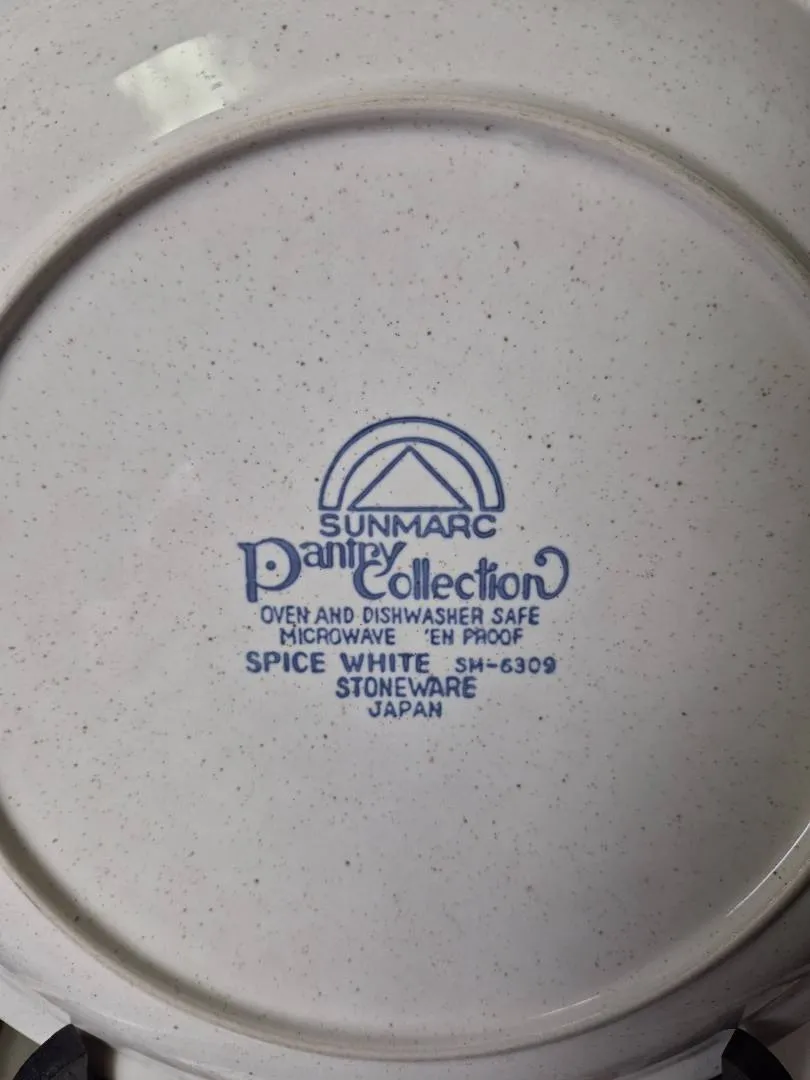 SUNMARC
Pantry
Collection
OVEN AND DISHWASHER SAFE
MICROWAVE 'EN PROOF
SPICE WHITE SM-6309
STONEWARE
JAPAN